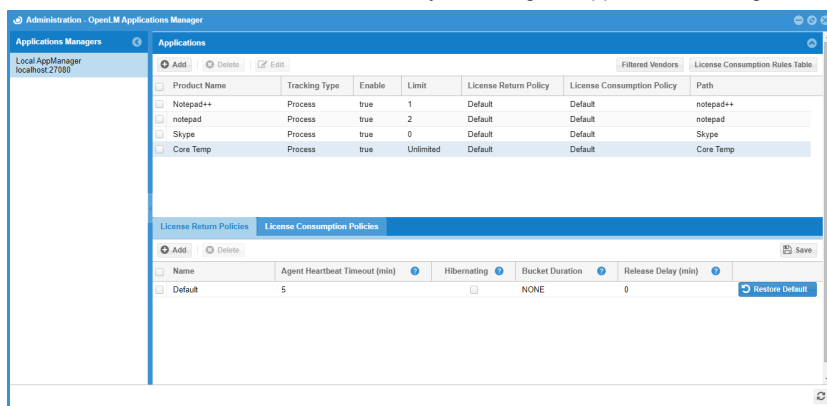 Administration - OpenLM Applications Manager
Applications Managers
Applications
Local AppManager
localhost:27080
Add Delete Edit Filtered Vendors License Consumption Rules Table
Product Name Tracking Type Enable Limit License Return Policy License Consumption Policy Path
Notepad++ Process true 1 Default Default notepad++
notepad Process true 2 Default Default notepad
Skype Process true 0 Default Default Skype
Core Temp Process true Unlimited Default Default Core Temp
License Return Policies License Consumption Policies
Add Delete Save
Name Agent Heartbeat Timeout (min) ? Hibernating ? Bucket Duration ? Release Delay (min) ?
Default 5 NONE 0 Restore Default